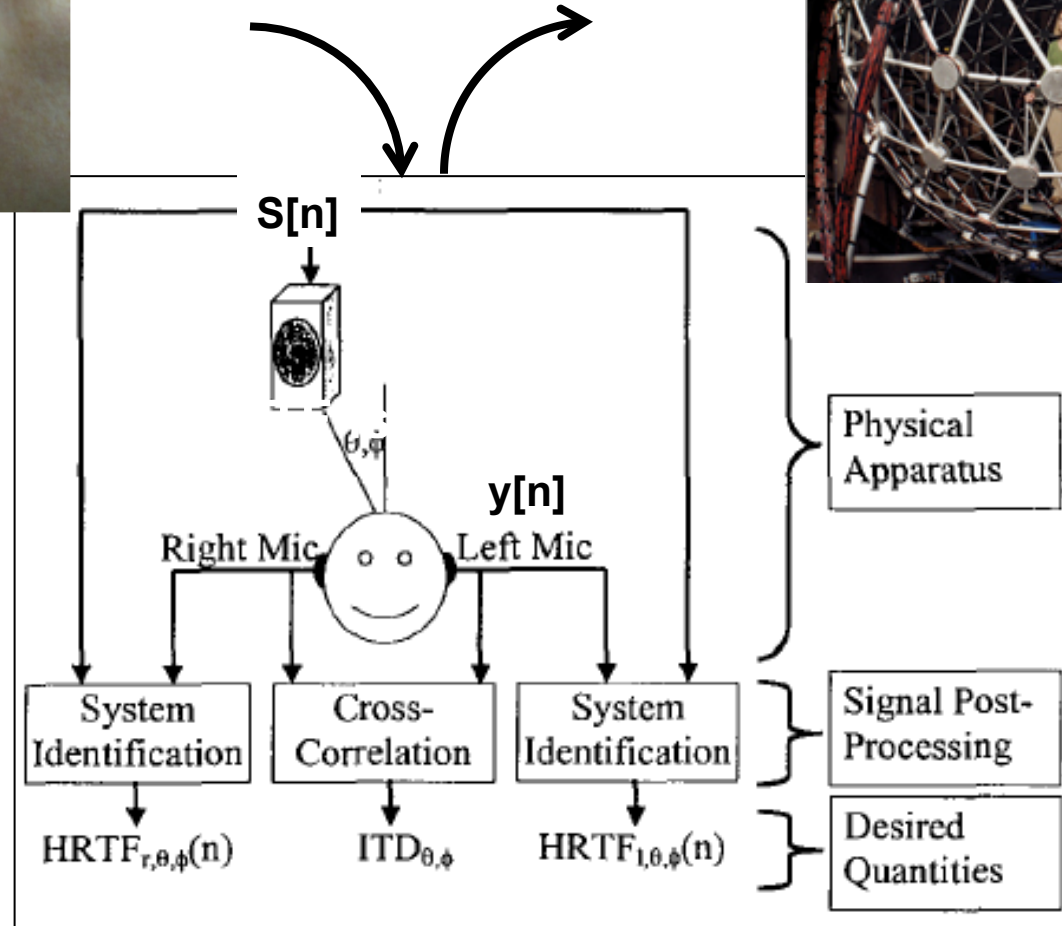 S[n]
θ,φ
y[n]
Right Mic
Left Mic
Physical
Apparatus
System
Identification
Cross-
Correlation
System
Identification
Signal Post-
Processing
HRTFr,θ,φ(n)
ITDθ,φ
HRTFl,θ,φ(n)
Desired
Quantities